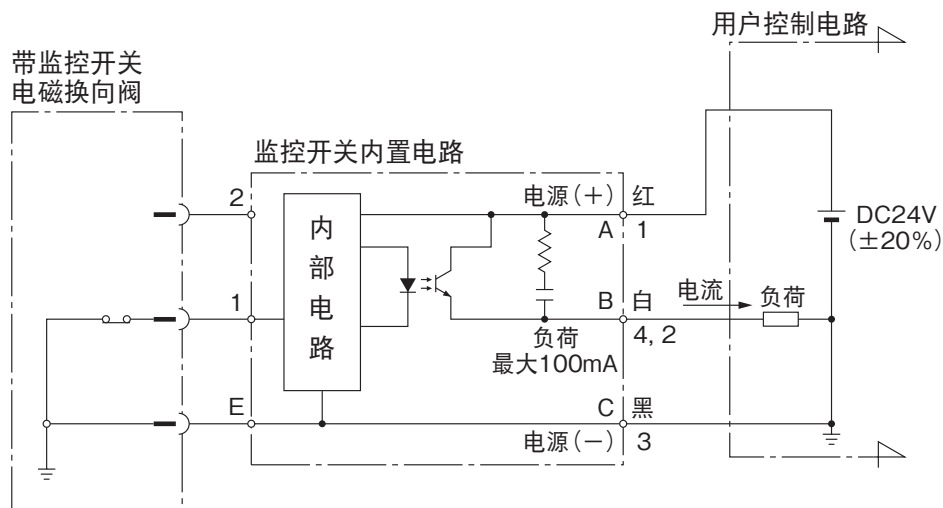 用户控制电路
带监控开关
电磁换向阀
监控开关内置电路
2
电源(+)
红
A
1
内部电路
DC24V
(±20%)
1
B
白
电流
负荷
4, 2
负荷
最大100mA
E
C
黑
电源(−)
3